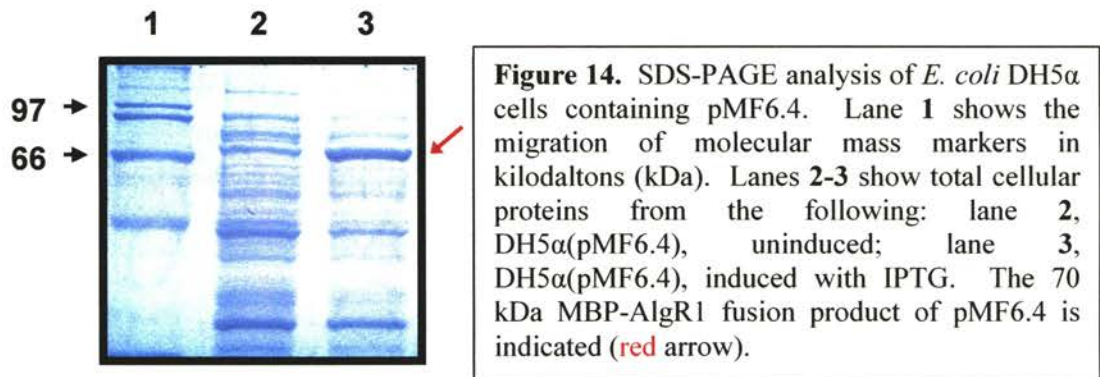 1 2 3
97
66
Figure 14. SDS-PAGE analysis of E. coli DH5α
cells containing pMF6.4. Lane 1 shows the
migration of molecular mass markers in
kilodaltons (kDa). Lanes 2-3 show total cellular
proteins from the following: lane 2,
DH5α(pMF6.4), uninduced; lane 3,
DH5α(pMF6.4), induced with IPTG. The 70
kDa MBP-AlgR1 fusion product of pMF6.4 is
indicated (red arrow).